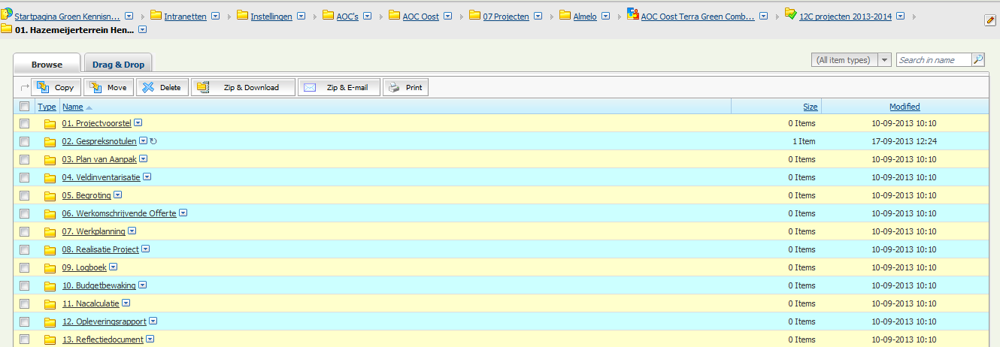 Startpagina Groen Kennisn... Intranetten Instellingen AOC's AOC Oost 07 Projecten Almelo AOC Oost Terra Green Comb... 12C projecten 2013-2014
01. Hazemeijerterrein Hen...
Browse Drag & Drop (All item types) Search in name
Copy Move Delete Zip & Download Zip & E-mail Print
Type Name Size Modified
01. Projectvoorstel 0 Items 10-09-2013 10:10
02. Gespreksnotulen 1 Item 17-09-2013 12:24
03. Plan van Aanpak 0 Items 10-09-2013 10:10
04. Veldinventarisatie 0 Items 10-09-2013 10:10
05. Begroting 0 Items 10-09-2013 10:10
06. Werkomschrijvende Offerte 0 Items 10-09-2013 10:10
07. Werkplanning 0 Items 10-09-2013 10:10
08. Realisatie Project 0 Items 10-09-2013 10:10
09. Logboek 0 Items 10-09-2013 10:10
10. Budgetbewaking 0 Items 10-09-2013 10:10
11. Nacalculatie 0 Items 10-09-2013 10:10
12. Opleveringsrapport 0 Items 10-09-2013 10:10
13. Reflectiedocument 0 Items 10-09-2013 10:10